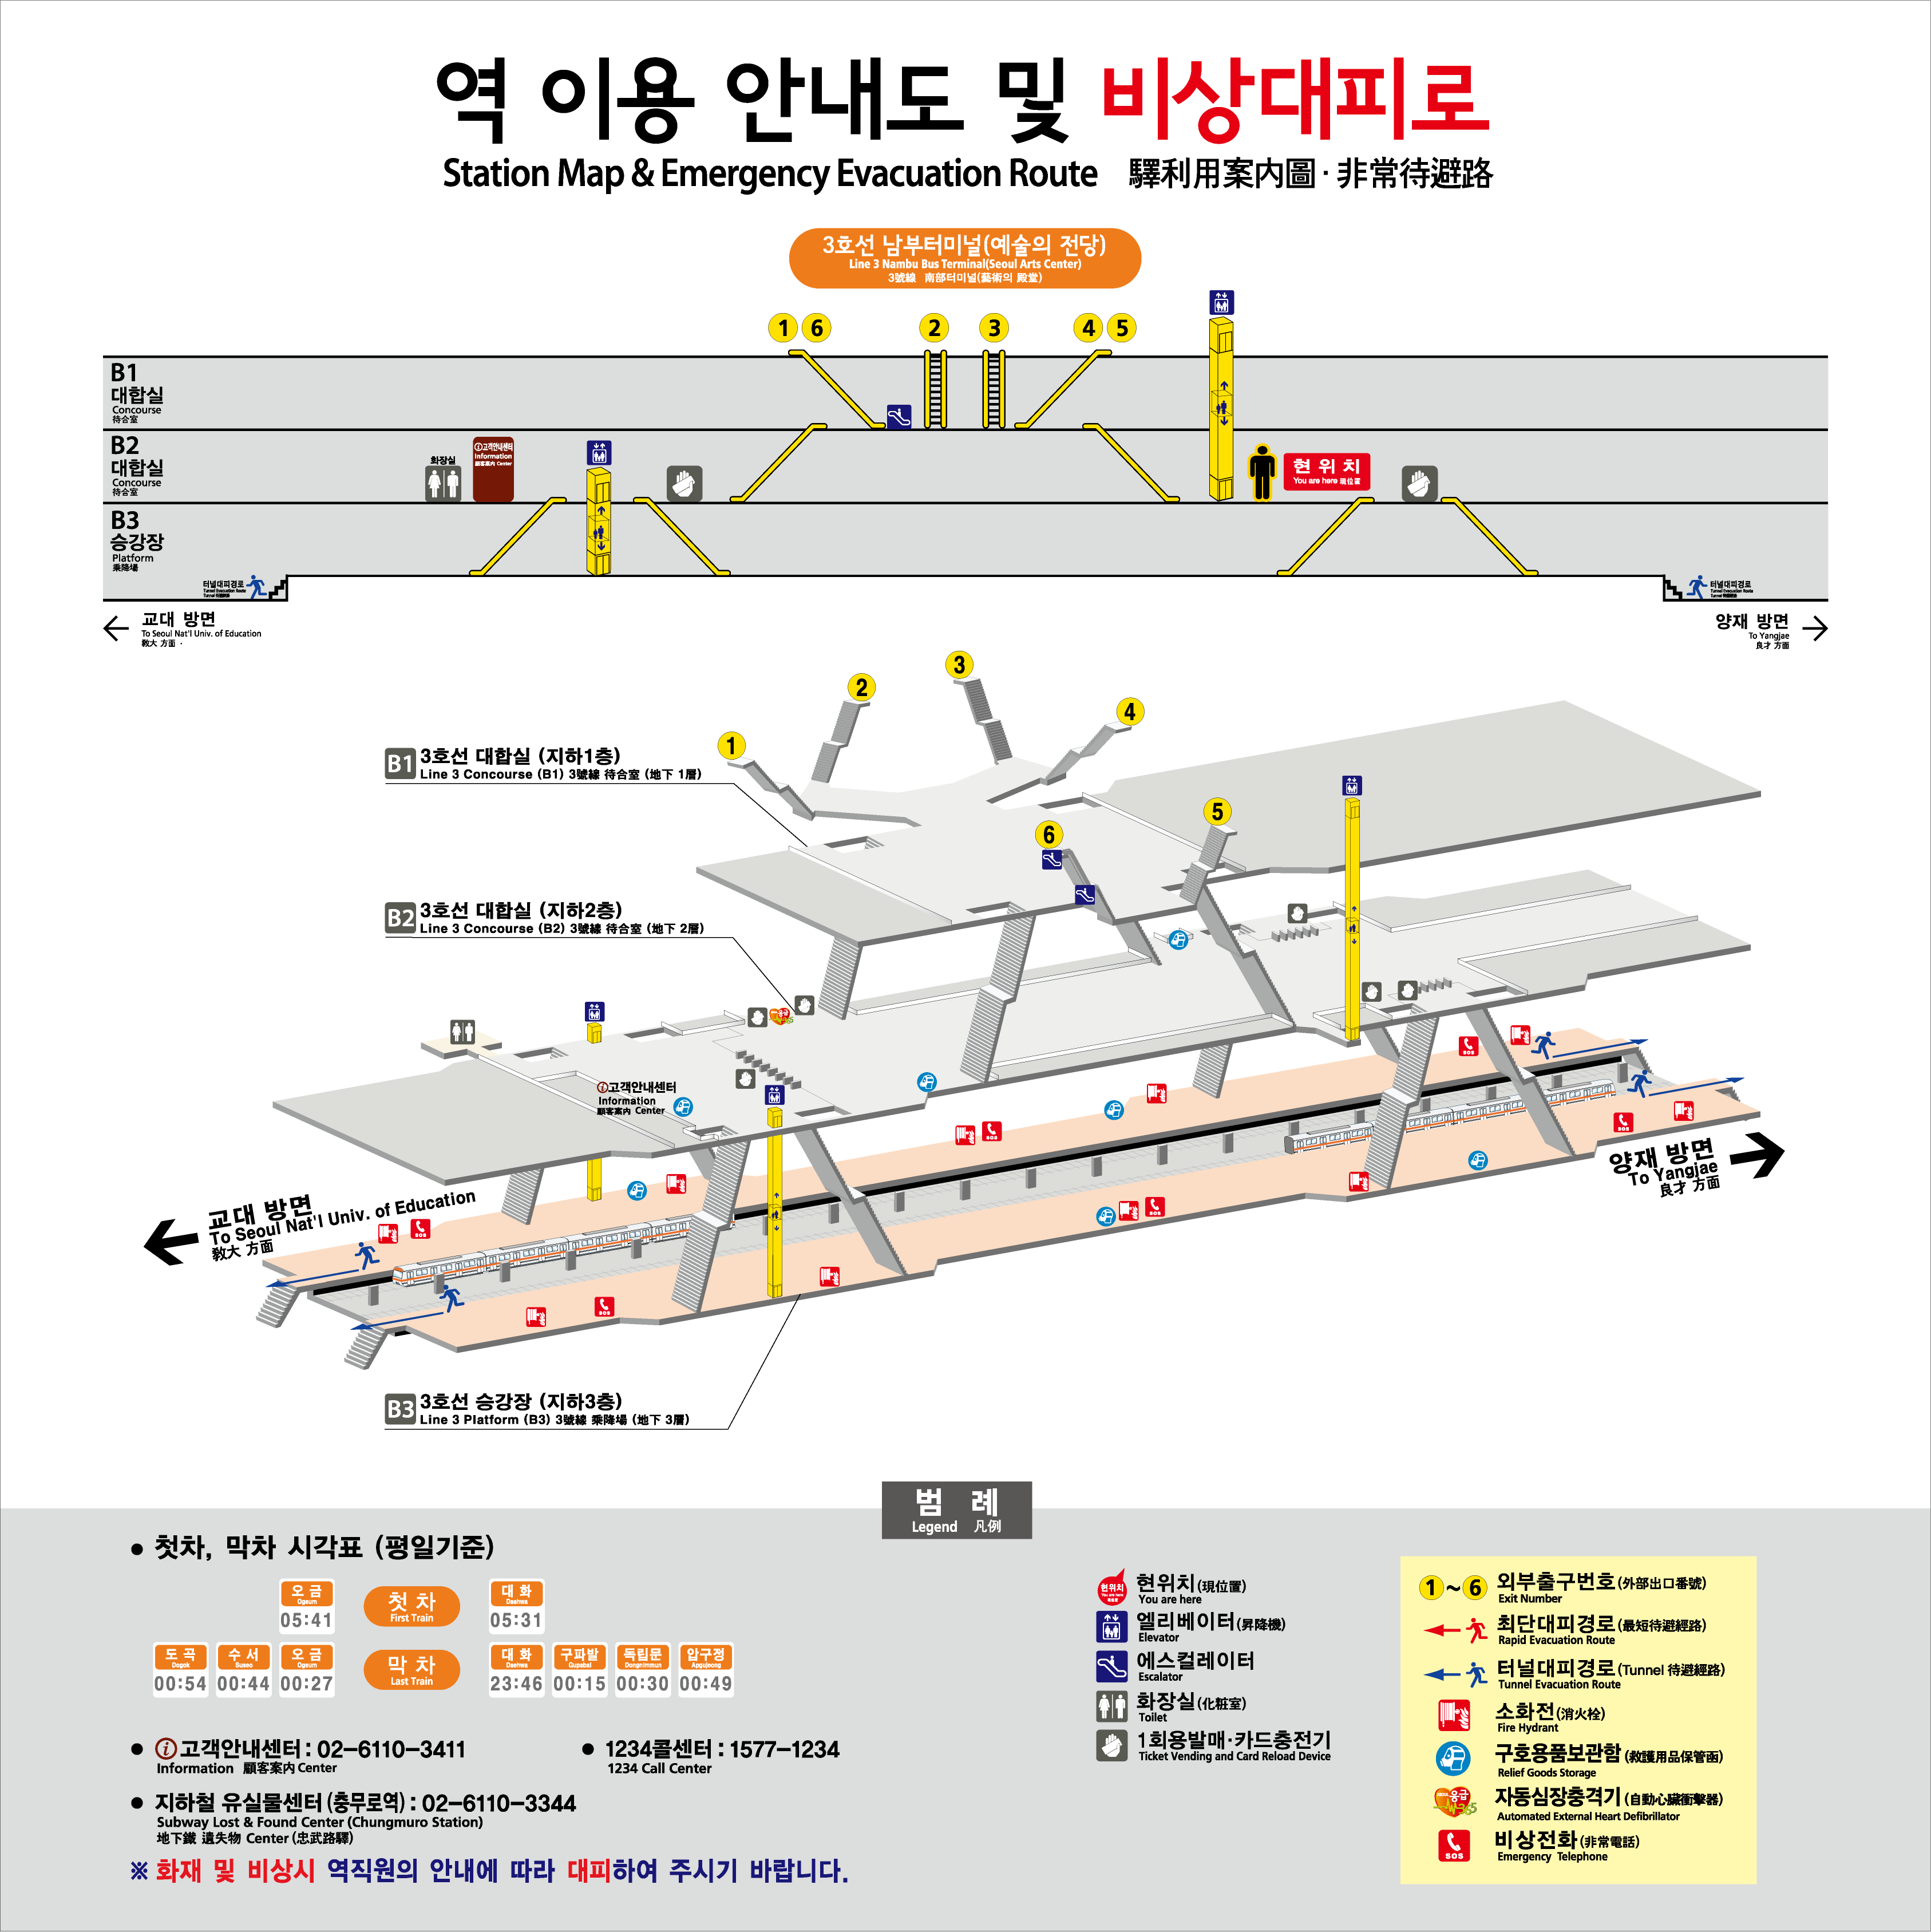 역 이용 안내도 및 비상대피로
Station Map & Emergency Evacuation Route 驛利用案内圖·非常待避路
3호선 남부터미널(예술의 전당)
Line 3 Nambu Bus Terminal(Seoul Arts Center)
3號線 南部터미널(藝術의 殿堂)
1 6 2 3 4 5
B1
대합실
Concourse
待合室
B2
대합실
Concourse
待合室
화장실
고객안내센터
Information
顧客案内 Center
현 위 치
You are here 現位置
B3
승강장
Platform
乘降場
터널대피경로
Tunnel Evacuation Route
터널대피경로
Tunnel Evacuation Route
교대 방면
To Seoul Nat'l Univ. of Education
敎大 方面
양재 방면
To Yangjae
良才 方面
3
2
4
1
B1 3호선 대합실 (지하1층)
Line 3 Concourse (B1) 3號線 待合室 (地下 1層)
5
6
B2 3호선 대합실 (지하2층)
Line 3 Concourse (B2) 3號線 待合室 (地下 2層)
고객안내센터
Information
顧客案内 Center
SOS
SOS
SOS
SOS
SOS
SOS
양재 방면
To Yangjae
良才 方面
교대 방면
To Seoul Nat'l Univ. of Education
敎大 方面
B3 3호선 승강장 (지하3층)
Line 3 Platform (B3) 3號線 乘降場 (地下 3層)
범 례
Legend 凡例
● 첫차, 막차 시각표 (평일기준)
오 금
Ogeum
05:41
첫 차
First Train
대 화
Daehwa
05:31
도 곡
Dogok
00:54
수 서
Suseo
00:44
오 금
Ogeum
00:27
막 차
Last Train
대 화
Daehwa
23:46
구파발
Gupabal
00:15
독립문
Dongnimmun
00:30
압구정
Apgujeong
00:49
● 고객안내센터 : 02-6110-3411
Information 顧客案内 Center
● 1234콜센터 : 1577-1234
1234 Call Center
● 지하철 유실물센터 (충무로역) : 02-6110-3344
Subway Lost & Found Center (Chungmuro Station)
地下鐵 遺失物 Center (忠武路驛)
※ 화재 및 비상시 역직원의 안내에 따라 대피하여 주시기 바랍니다.
현위치
현위치(現位置)
You are here
엘리베이터(昇降機)
Elevator
에스컬레이터
Escalator
화장실(化粧室)
Toilet
1회용발매·카드충전기
Ticket Vending and Card Reload Device
1~6 외부출구번호(外部出口番號)
Exit Number
최단대피경로(最短待避經路)
Rapid Evacuation Route
터널대피경로(Tunnel 待避經路)
Tunnel Evacuation Route
소화전(消火栓)
Fire Hydrant
구호용품보관함(救護用品保管函)
Relief Goods Storage
응급
365
자동심장충격기(自動心臟衝擊器)
Automated External Heart Defibrillator
SOS
비상전화(非常電話)
Emergency Telephone